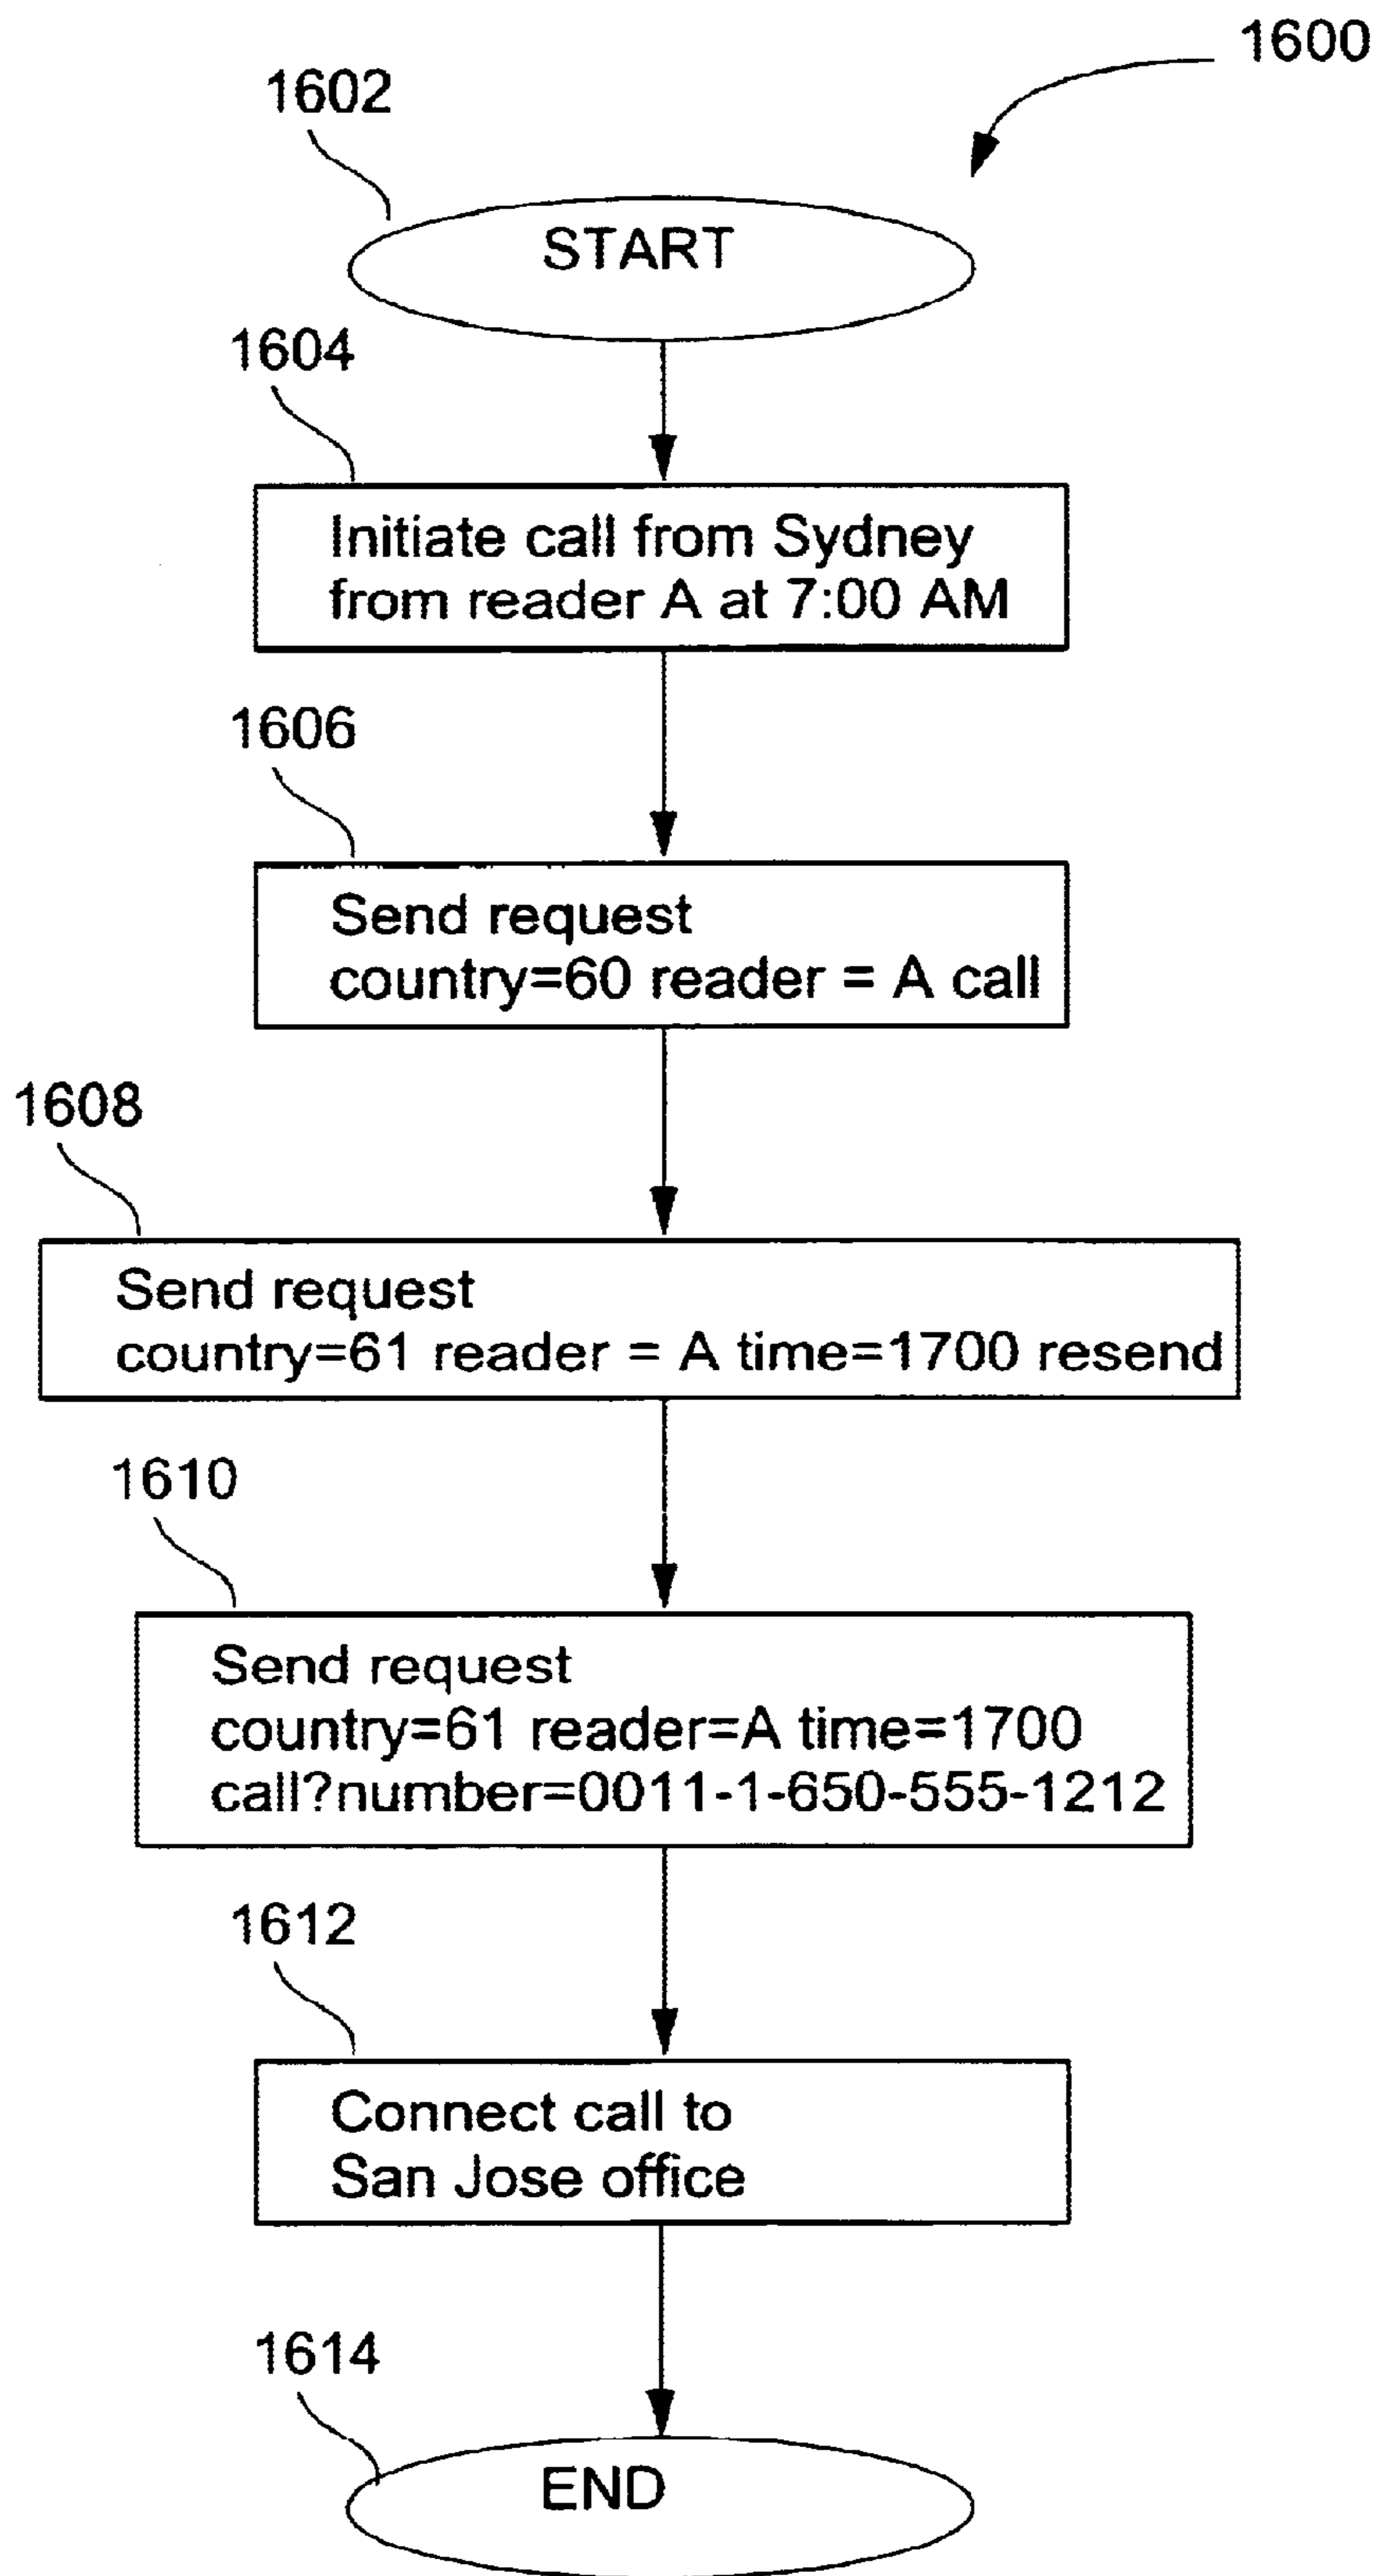 1600
1602
START
1604
Initiate call from Sydney
from reader A at 7:00 AM
1606
Send request
country=60 reader = A call
1608
Send request
country=61 reader = A time=1700 resend
1610
Send request
country=61 reader=A time=1700
call?number=0011-1-650-555-1212
1612
Connect call to
San Jose office
1614
END